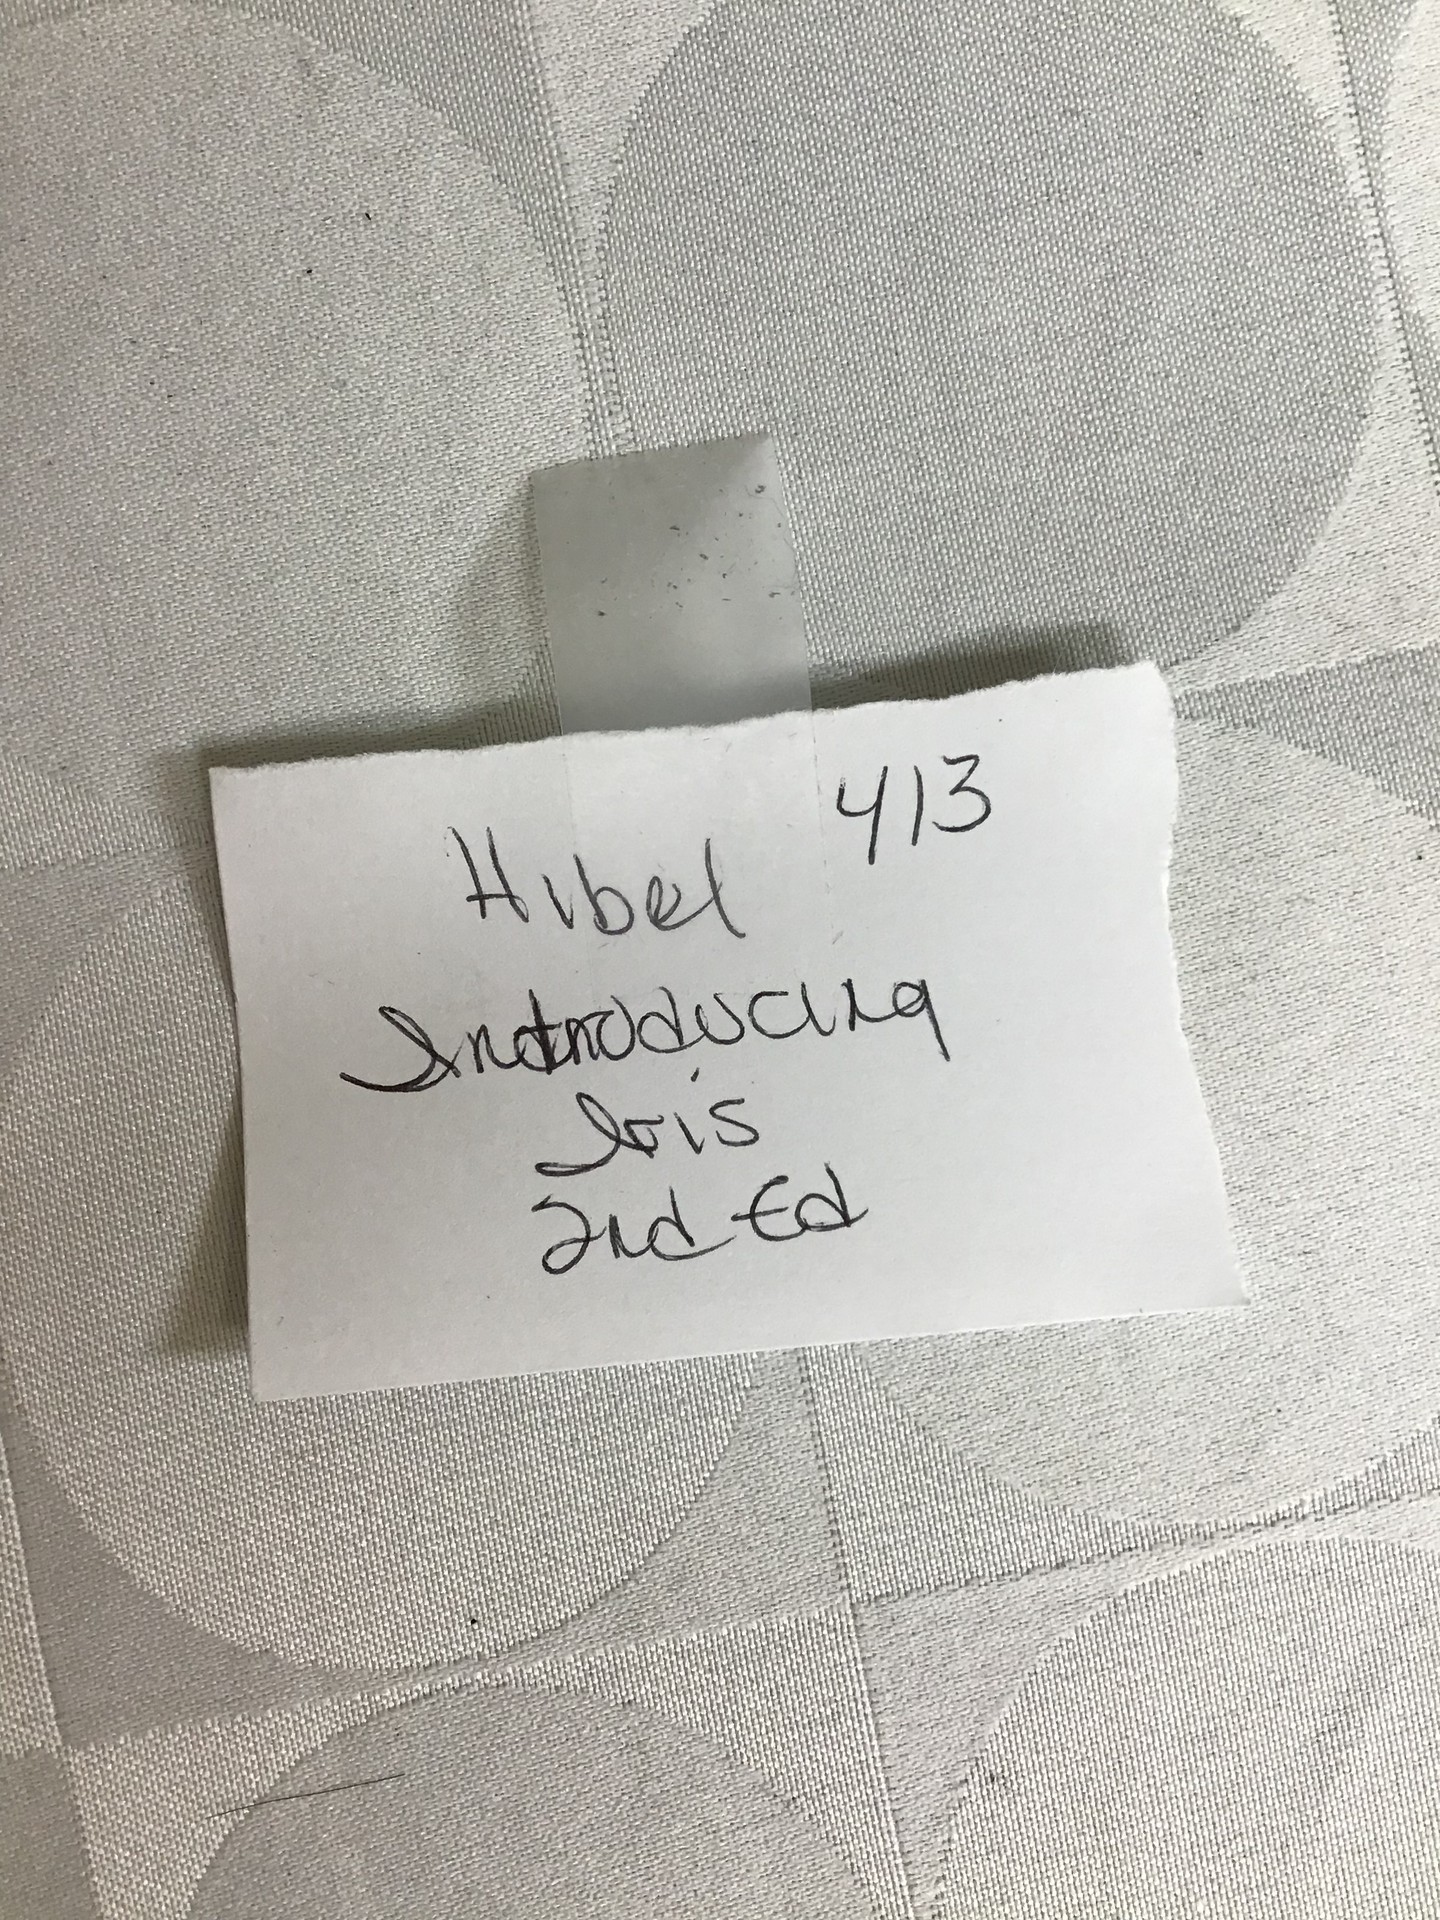 413
Hibel
Introducing
Iris
2nd Ed